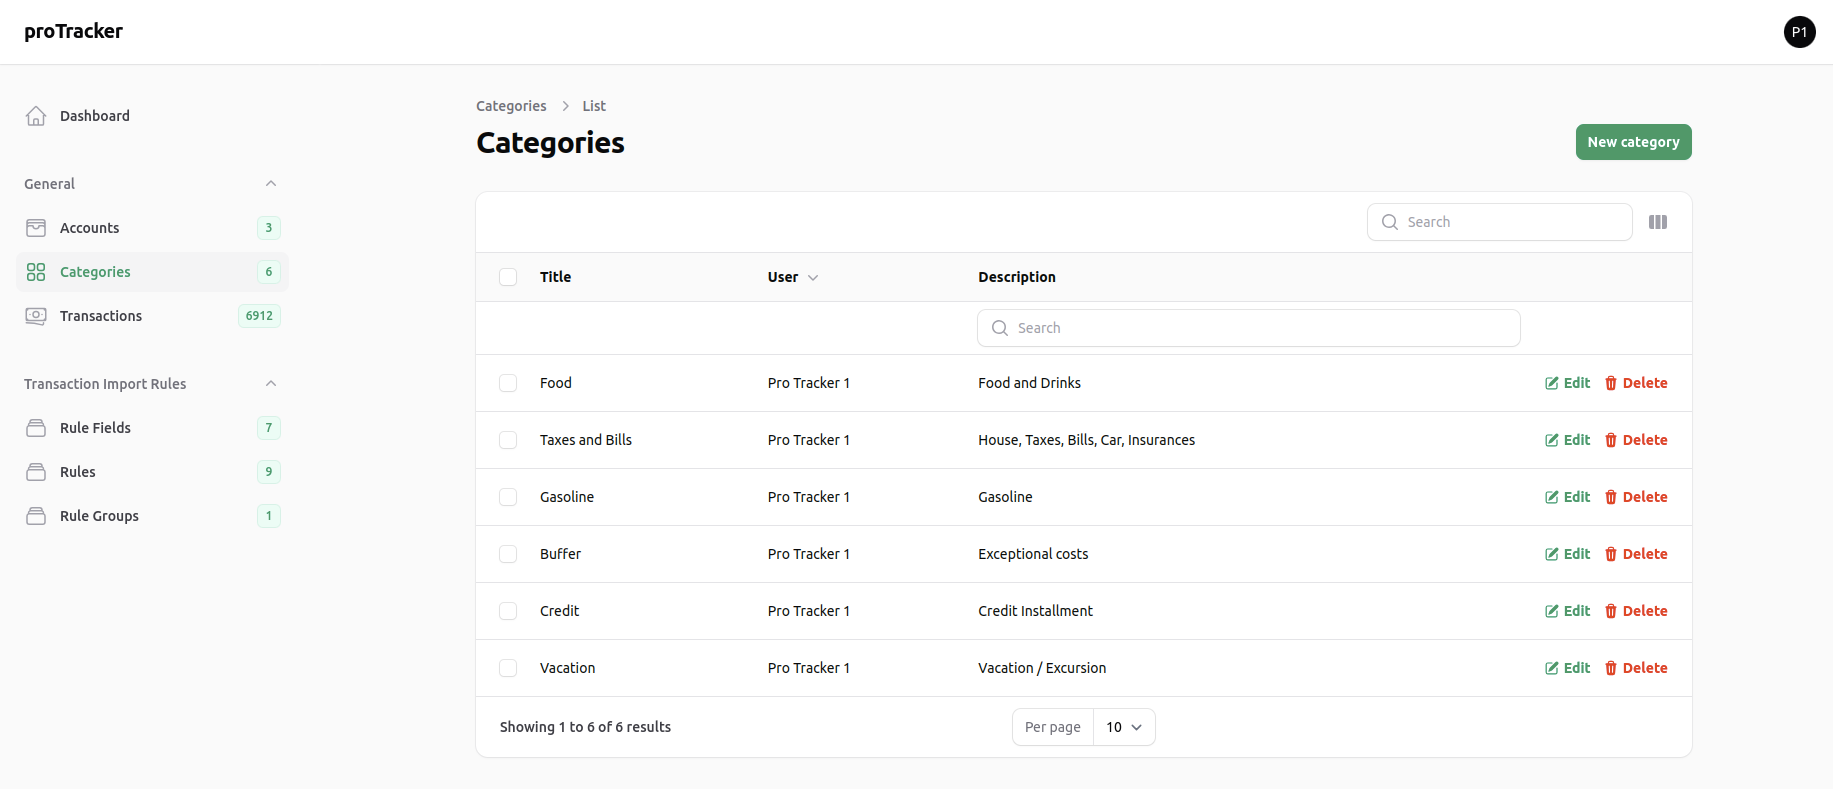 proTracker
P1
Dashboard
General
Accounts 3
Categories 6
Transactions 6912
Transaction Import Rules
Rule Fields 7
Rules 9
Rule Groups 1
Categories List
Categories
New category
Search
Title User Description
Search
Food Pro Tracker 1 Food and Drinks Edit Delete
Taxes and Bills Pro Tracker 1 House, Taxes, Bills, Car, Insurances Edit Delete
Gasoline Pro Tracker 1 Gasoline Edit Delete
Buffer Pro Tracker 1 Exceptional costs Edit Delete
Credit Pro Tracker 1 Credit Installment Edit Delete
Vacation Pro Tracker 1 Vacation / Excursion Edit Delete
Showing 1 to 6 of 6 results Per page 10